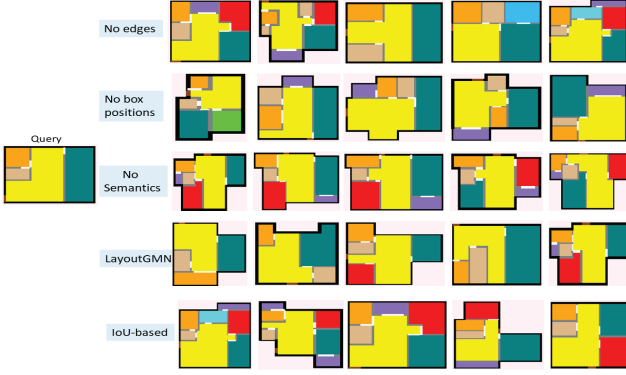 No edges
No box
positions
Query
No
Semantics
LayoutGMN
IoU-based